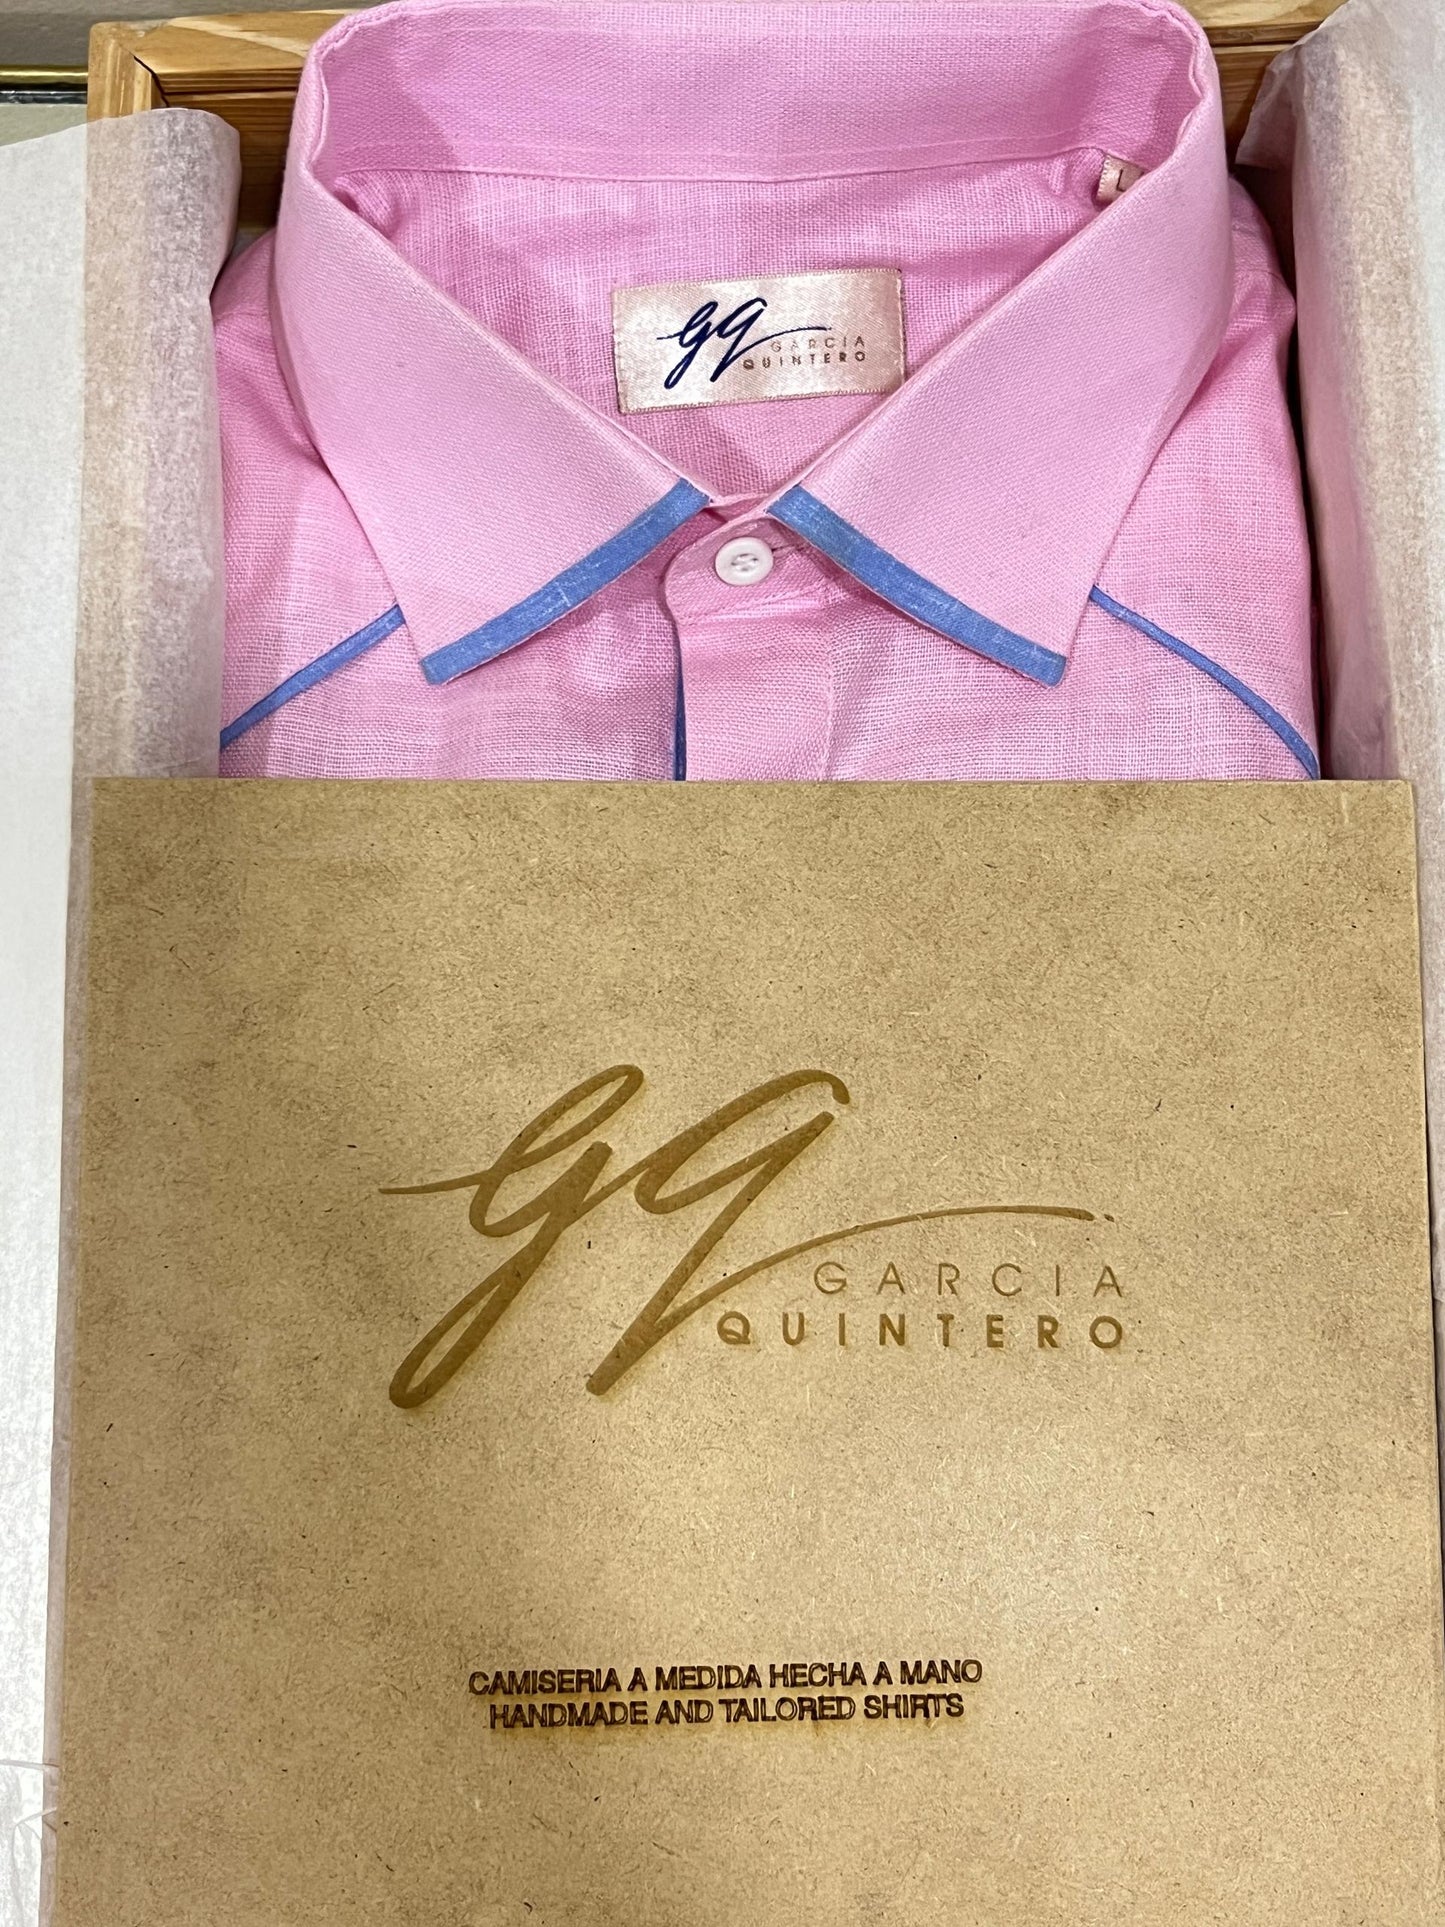 L
gq
GARCIA
QUINTERO
gq
GARCIA
QUINTERO
CAMISERIA A MEDIDA HECHA A MANO
HANDMADE AND TAILORED SHIRTS